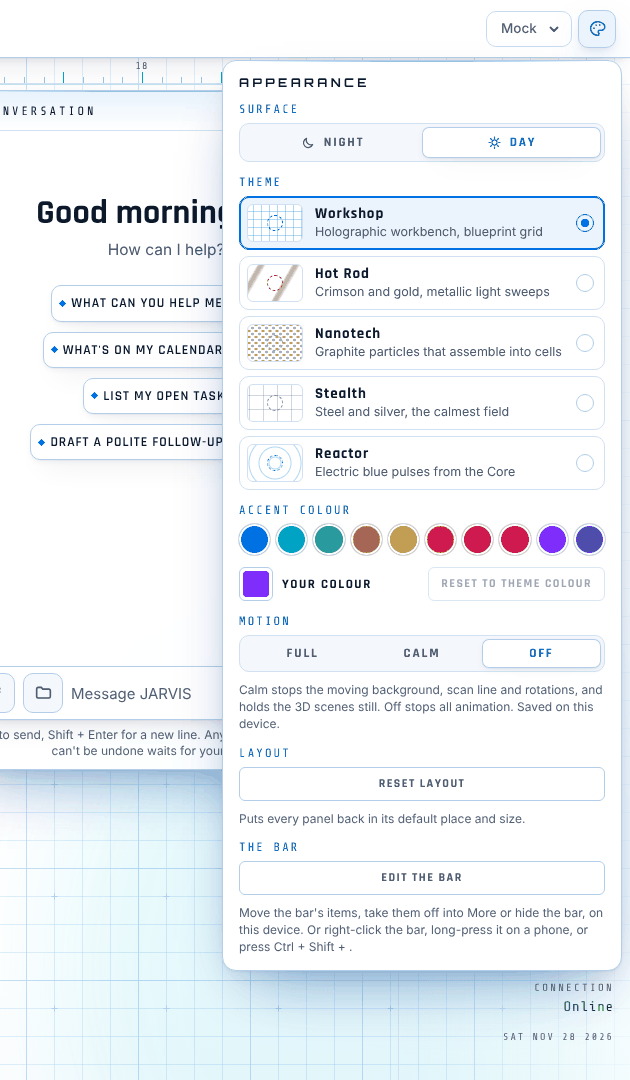 Mock
18
NVERSATION
Good morning
How can I help?
WHAT CAN YOU HELP ME
WHAT'S ON MY CALENDAR
LIST MY OPEN TASK
DRAFT A POLITE FOLLOW-UP
Message JARVIS
to send, Shift + Enter for a new line. Any
can't be undone waits for your
APPEARANCE
SURFACE
NIGHT
DAY
THEME
Workshop
Holographic workbench, blueprint grid
Hot Rod
Crimson and gold, metallic light sweeps
Nanotech
Graphite particles that assemble into cells
Stealth
Steel and silver, the calmest field
Reactor
Electric blue pulses from the Core
ACCENT COLOUR
YOUR COLOUR
RESET TO THEME COLOUR
MOTION
FULL
CALM
OFF
Calm stops the moving background, scan line and rotations, and
holds the 3D scenes still. Off stops all animation. Saved on this
device.
LAYOUT
RESET LAYOUT
Puts every panel back in its default place and size.
THE BAR
EDIT THE BAR
Move the bar's items, take them off into More or hide the bar, on
this device. Or right-click the bar, long-press it on a phone, or
press Ctrl + Shift + .
CONNECTION
Online
SAT NOV 28 2026